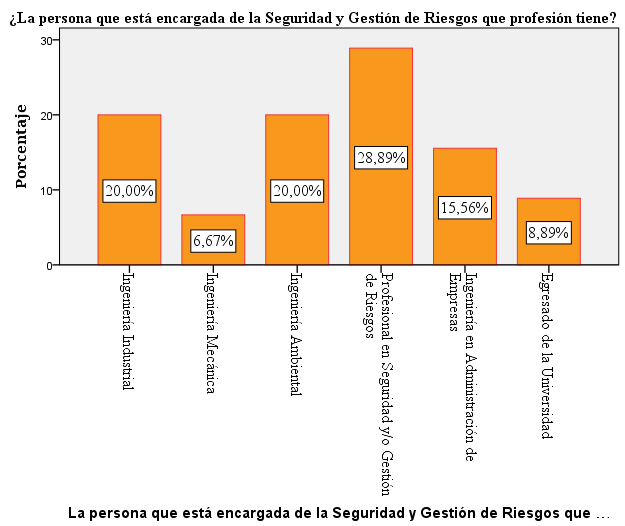 ¿La persona que está encargada de la Seguridad y Gestión de Riesgos que profesión tiene?
Porcentaje
30
20
10
0
20,00%
6,67%
20,00%
28,89%
15,56%
8,89%
Ingeniería Industrial
Ingeniería Mecánica
Ingeniería Ambiental
Profesional en Seguridad y/o Gestión
de Riesgos
Ingeniería en Administración de
Empresas
Egresado de la Universidad
La persona que está encargada de la Seguridad y Gestión de Riesgos que ...